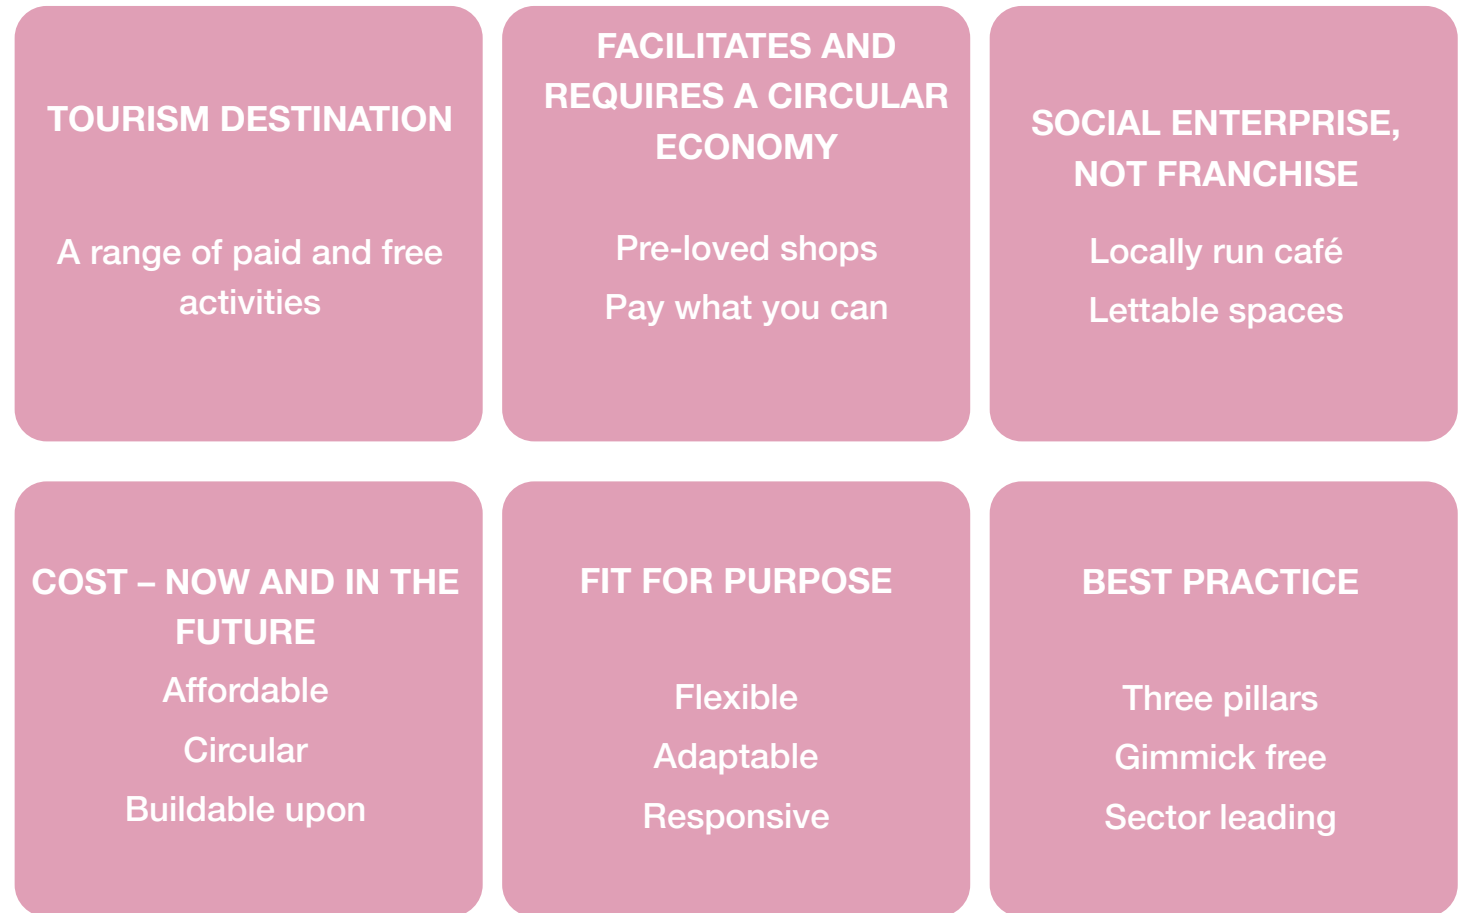 TOURISM DESTINATION
A range of paid and free
activities
FACILITATES AND
REQUIRES A CIRCULAR
ECONOMY
Pre-loved shops
Pay what you can
SOCIAL ENTERPRISE,
NOT FRANCHISE
Locally run café
Lettable spaces
COST – NOW AND IN THE
FUTURE
Affordable
Circular
Buildable upon
FIT FOR PURPOSE
Flexible
Adaptable
Responsive
BEST PRACTICE
Three pillars
Gimmick free
Sector leading